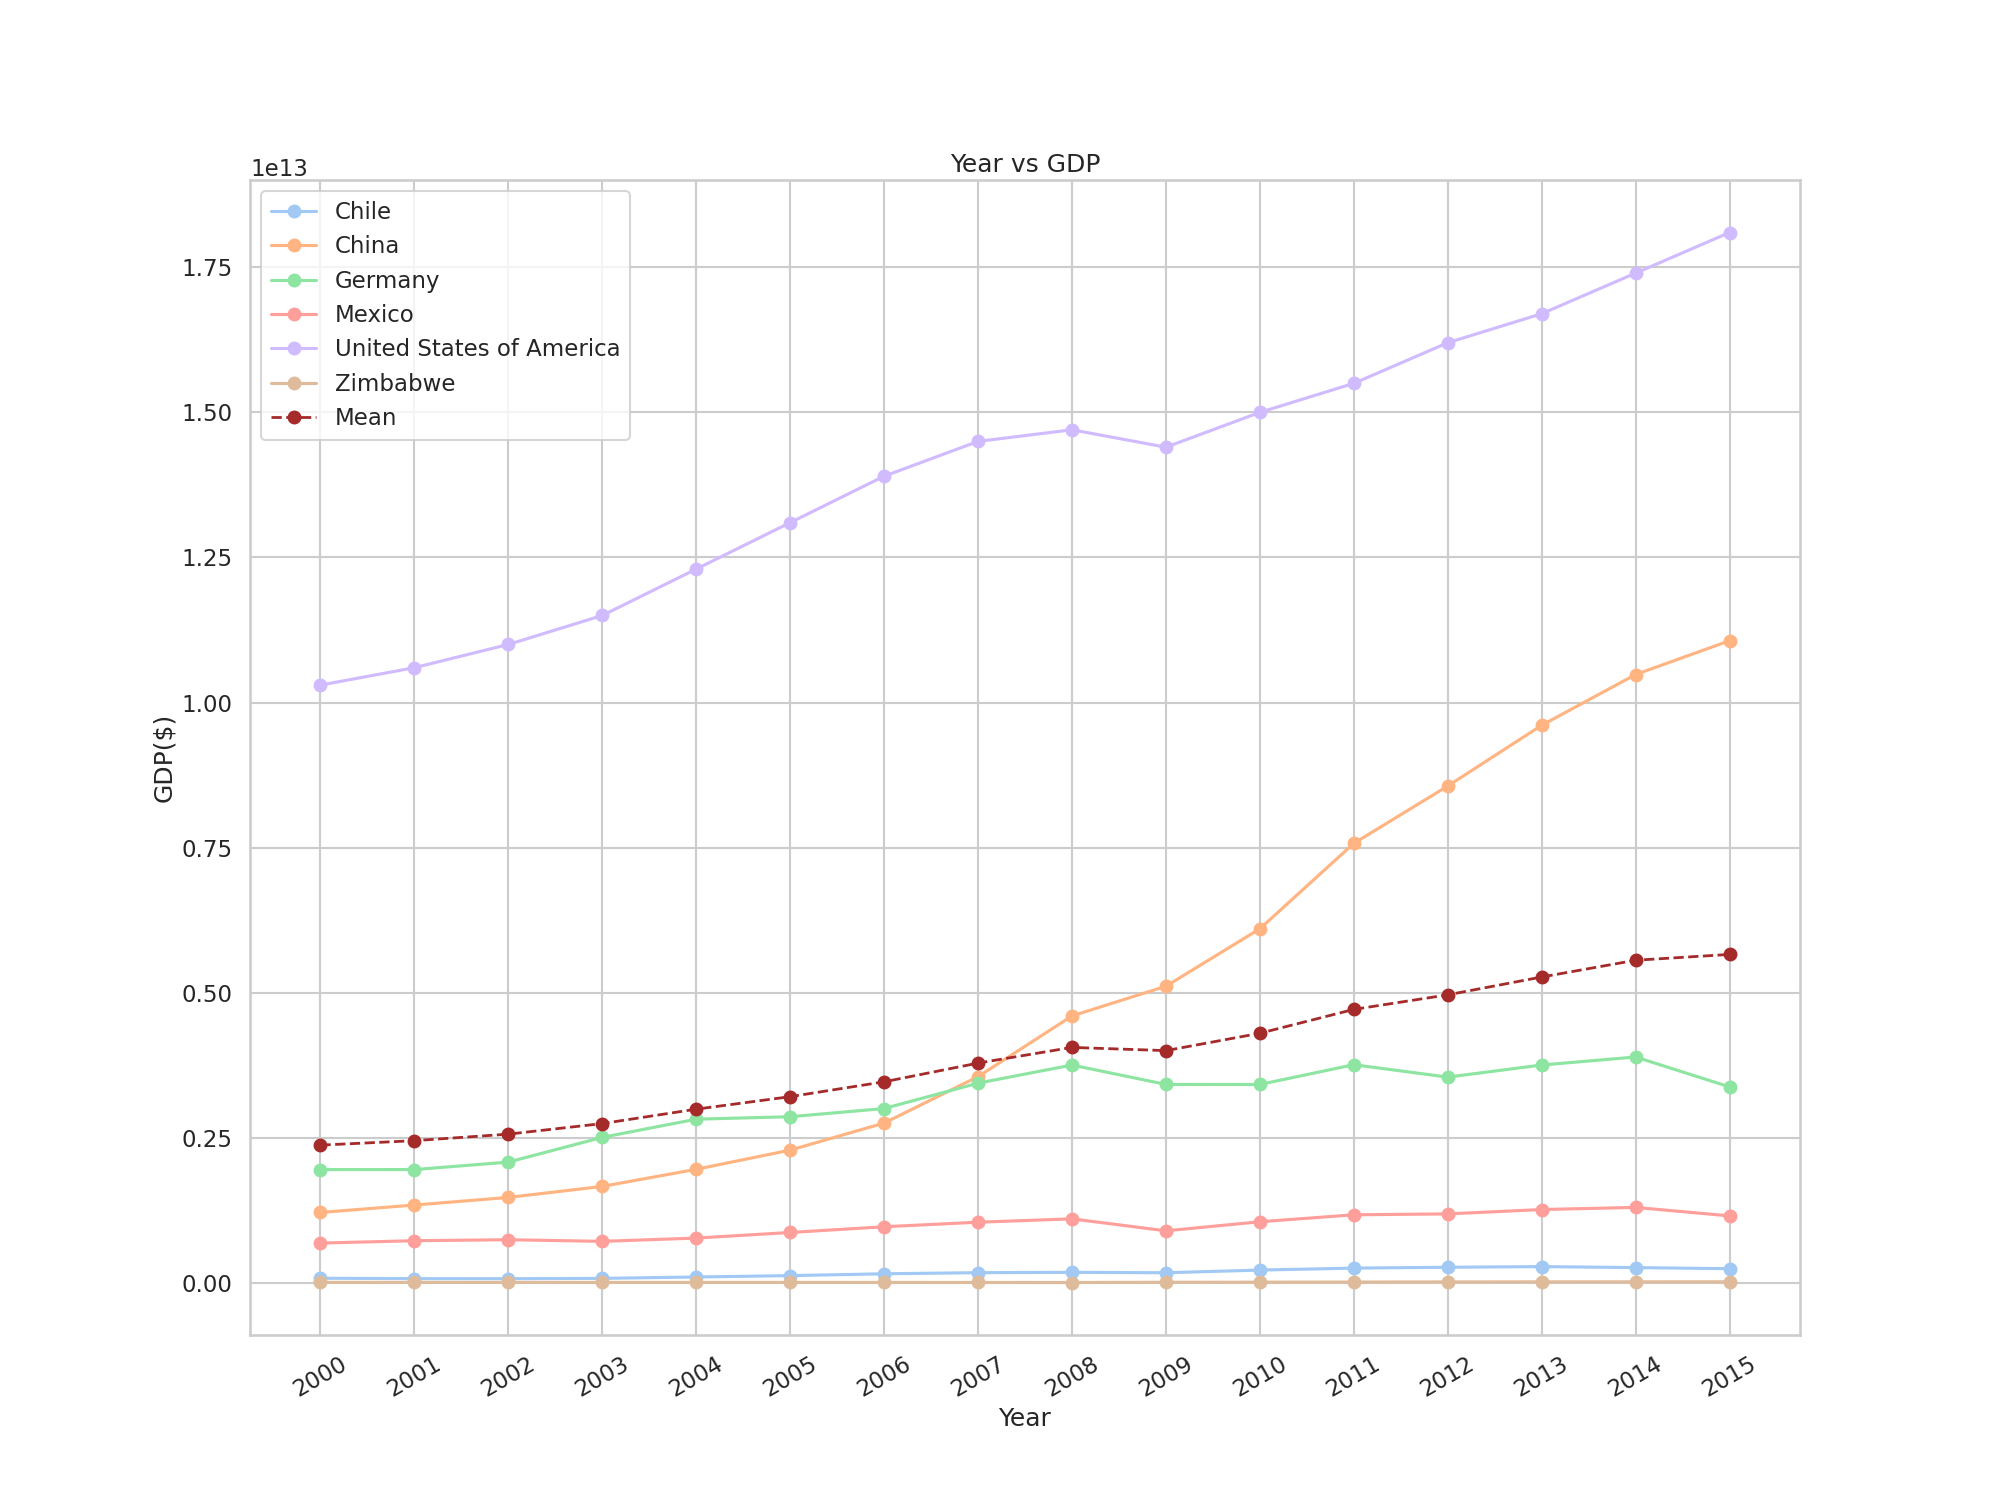 Year vs GDP
1e13
Chile
China
Germany
Mexico
United States of America
Zimbabwe
Mean
1.75
1.50
1.25
1.00
0.75
0.50
0.25
0.00
GDP($)
2000 2001 2002 2003 2004 2005 2006 2007 2008 2009 2010 2011 2012 2013 2014 2015
Year